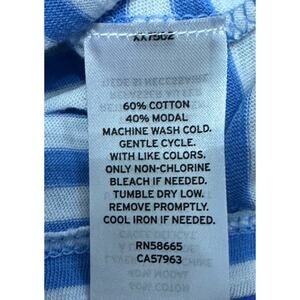 XX7962
60% COTTON
40% MODAL
MACHINE WASH COLD.
GENTLE CYCLE.
WITH LIKE COLORS.
ONLY NON-CHLORINE
BLEACH IF NEEDED.
TUMBLE DRY LOW.
REMOVE PROMPTLY.
COOL IRON IF NEEDED.
RN58665
CA57963